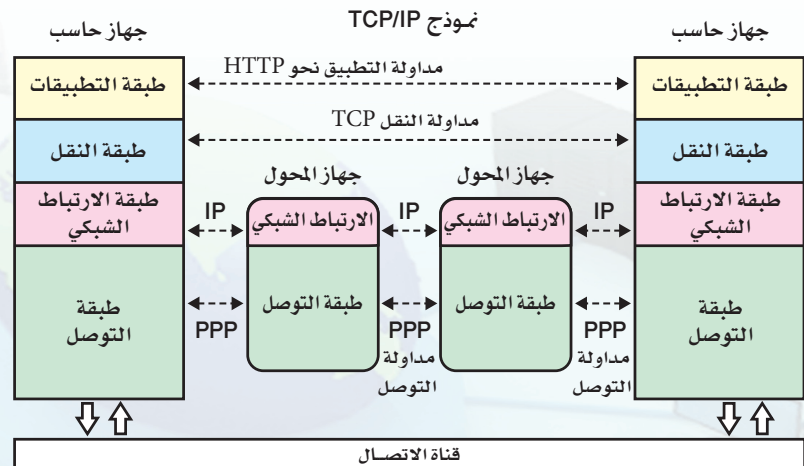 نموذج TCP/IP
جهاز حاسب
جهاز حاسب
طبقة التطبيقات
مداولة التطبيق نحو HTTP
طبقة التطبيقات
طبقة النقل
مداولة النقل TCP
طبقة النقل
جهاز المحول
جهاز المحول
طبقة الارتباط
الشبكي
IP
الارتباط الشبكي
IP
الارتباط الشبكي
IP
طبقة الارتباط
الشبكي
طبقة
التوصل
PPP
مداولة
التوصل
طبقة التوصل
PPP
مداولة
التوصل
طبقة التوصل
PPP
طبقة
التوصل
قناة الاتصـال